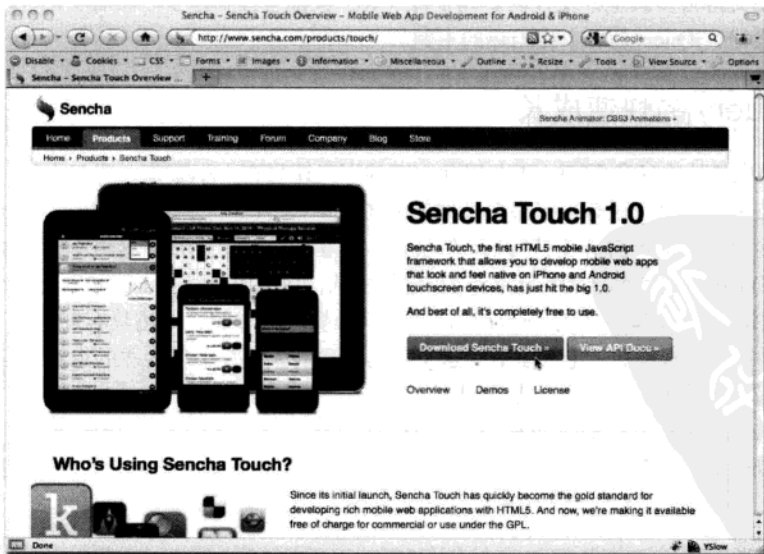 Sencha – Sencha Touch Overview – Mobile Web App Development for Android & iPhone
http://www.sencha.com/products/touch/
Google
Disable Cookies CSS Forms Images Information Miscellaneous Outline Resize Tools View Source Options
Sencha – Sencha Touch Overview ...
Sencha
Sencha Animator: CSS3 Animations »
Home Products Support Training Forum Company Blog Store
Home › Products › Sencha Touch
Sencha Touch 1.0
Sencha Touch, the first HTML5 mobile JavaScript
framework that allows you to develop mobile web apps
that look and feel native on iPhone and Android
touchscreen devices, has just hit the big 1.0.
And best of all, it's completely free to use.
Download Sencha Touch » View API Docs »
Overview Demos License
Who's Using Sencha Touch?
k
Since its initial launch, Sencha Touch has quickly become the gold standard for
developing rich mobile web applications with HTML5. And now, we're making it available
free of charge for commercial or use under the GPL.
Done
YSlow